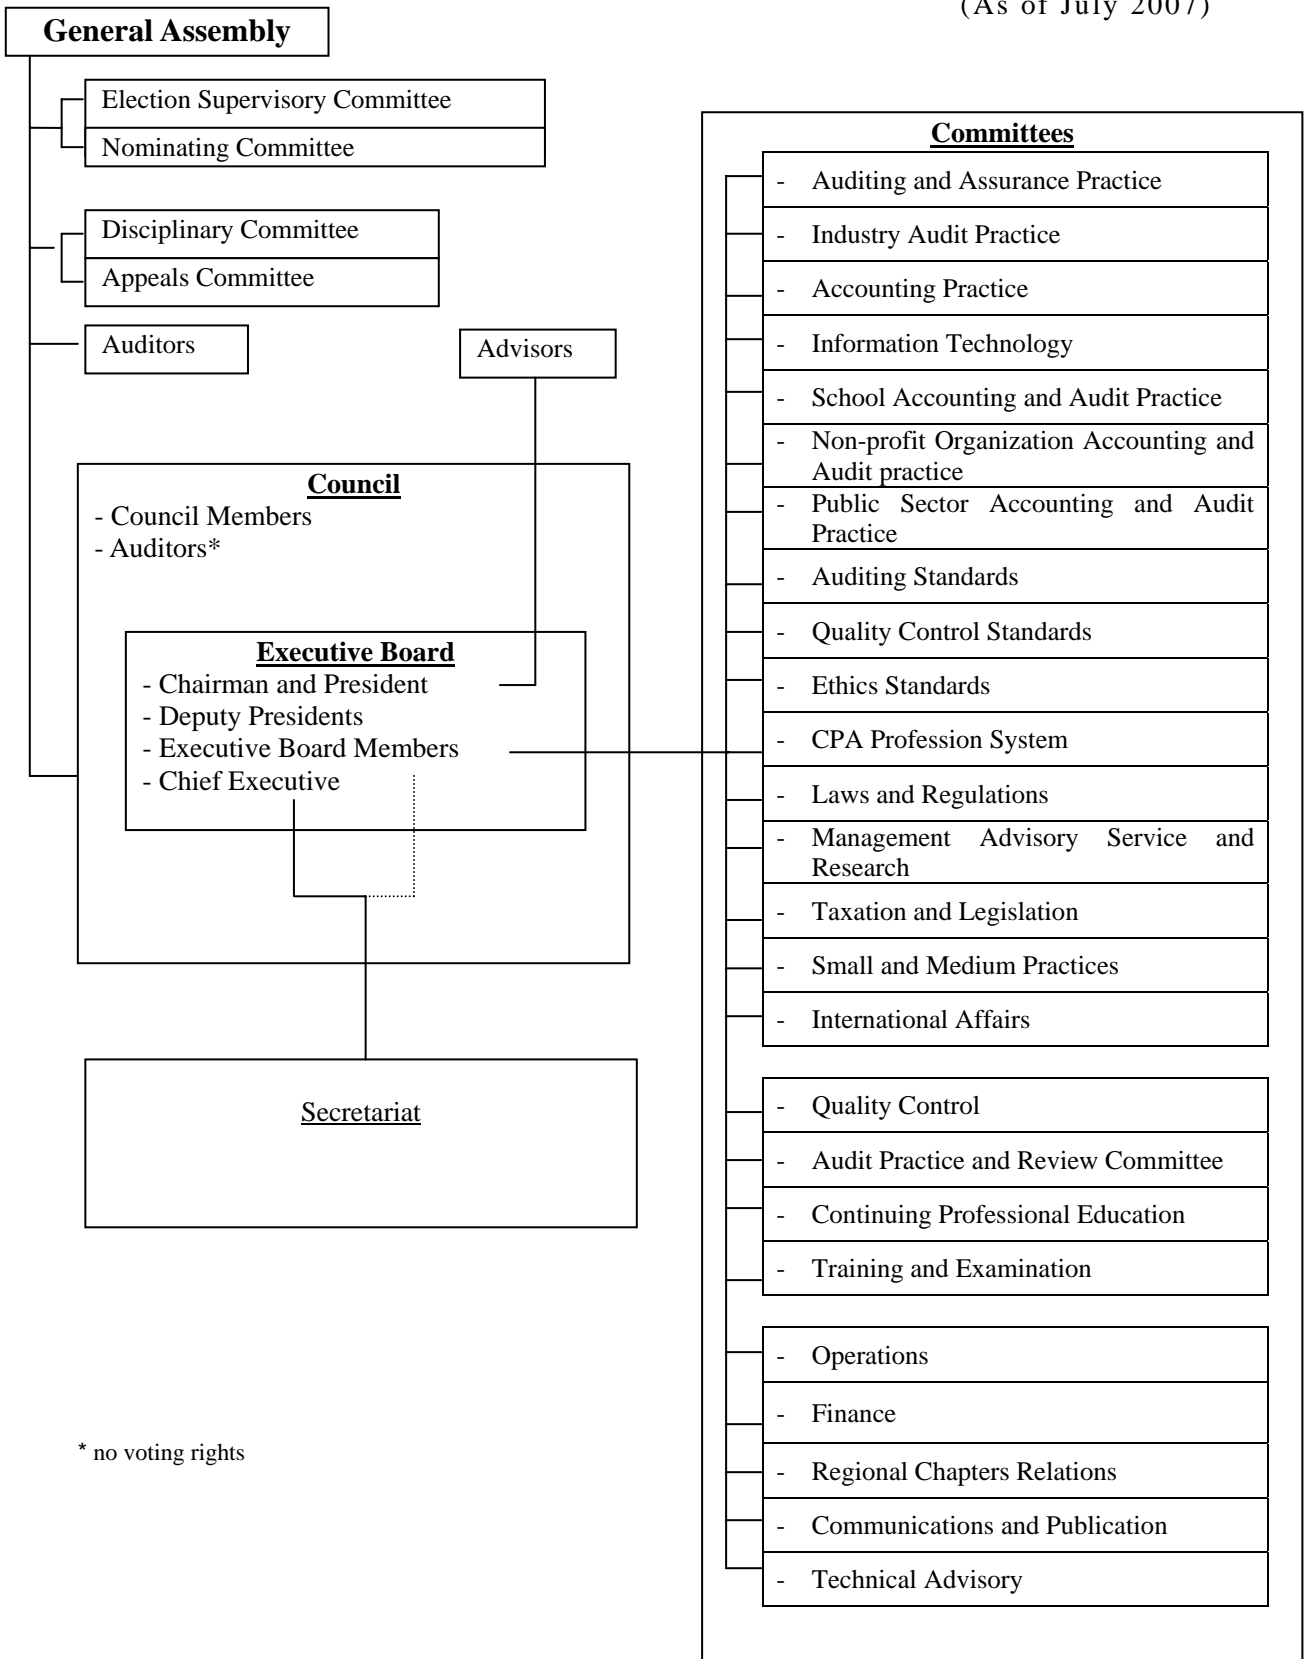 (As of July 2007)
General Assembly
Election Supervisory Committee
Nominating Committee
Disciplinary Committee
Appeals Committee
Auditors
Advisors
Council
- Council Members
- Auditors*
Executive Board
- Chairman and President
- Deputy Presidents
- Executive Board Members
- Chief Executive
Secretariat
* no voting rights
Committees
- Auditing and Assurance Practice
- Industry Audit Practice
- Accounting Practice
- Information Technology
- School Accounting and Audit Practice
- Non-profit Organization Accounting and
Audit practice
- Public Sector Accounting and Audit
Practice
- Auditing Standards
- Quality Control Standards
- Ethics Standards
- CPA Profession System
- Laws and Regulations
- Management Advisory Service and
Research
- Taxation and Legislation
- Small and Medium Practices
- International Affairs
- Quality Control
- Audit Practice and Review Committee
- Continuing Professional Education
- Training and Examination
- Operations
- Finance
- Regional Chapters Relations
- Communications and Publication
- Technical Advisory